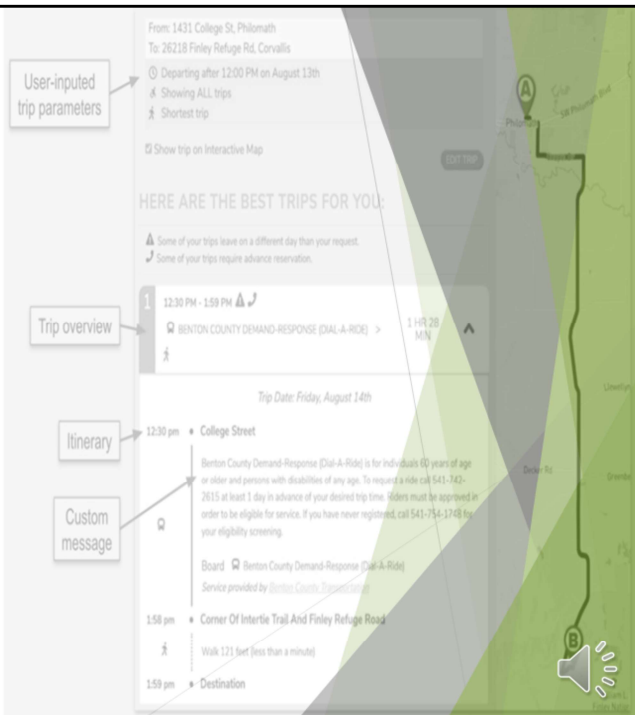 From: 1431 College St, Philomath
To: 26218 Finley Refuge Rd, Corvallis
User-inputed
trip parameters
Departing after 12:00 PM on August 13th
Showing ALL trips
Shortest trip
Show trip on Interactive Map
EDIT TRIP
HERE ARE THE BEST TRIPS FOR YOU:
Some of your trips leave on a different day than your request.
Some of your trips require advance reservation.
Trip overview
1
12:30 PM - 1:59 PM
BENTON COUNTY DEMAND-RESPONSE (DIAL-A-RIDE) >
1 HR 28
MIN
Trip Date: Friday, August 14th
Itinerary
12:30 pm • College Street
Custom
message
Benton County Demand-Response (Dial-A-Ride) is for individuals 60 years of age
or older and persons with disabilities of any age. To request a ride call 541-742-
2615 at least 1 day in advance of your desired trip time. Riders must be approved in
order to be eligible for service. If you have never registered, call 541-754-1748 for
your eligibility screening.
Board Benton County Demand-Response (Dial-A-Ride)
Service provided by Benton County Transportation
1:58 pm • Corner Of Intertie Trail And Finley Refuge Road
Walk 121 feet (less than a minute)
1:59 pm • Destination
A
SW Philomath Blvd
Philomath
Llewellyn
Decker Rd
B